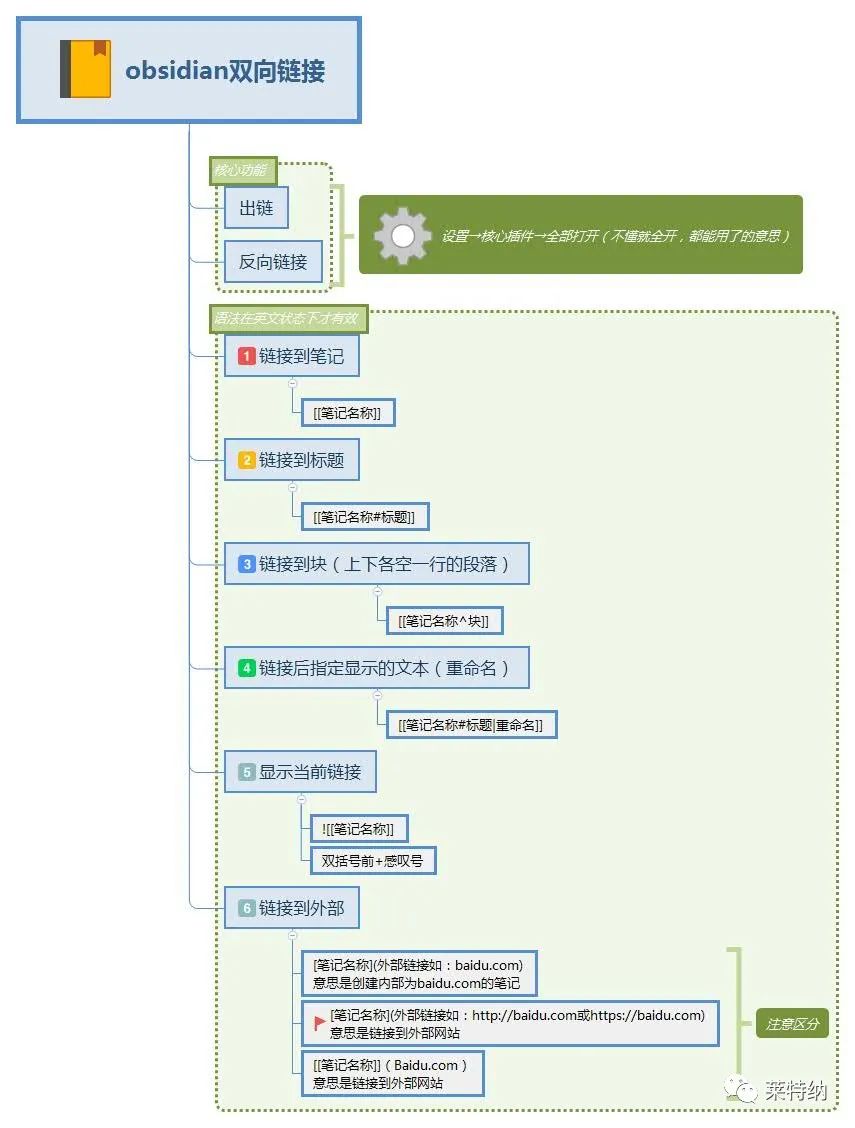 obsidian双向链接
核心功能
出链
反向链接
设置→核心插件→全部打开（不懂就全开，都能用了的意思）
语法在英文状态下才有效
1 链接到笔记
[[笔记名称]]
2 链接到标题
[[笔记名称#标题]]
3 链接到块（上下各空一行的段落）
[[笔记名称^块]]
4 链接后指定显示的文本（重命名）
[[笔记名称#标题|重命名]]
5 显示当前链接
![[笔记名称]]
双括号前+感叹号
6 链接到外部
[笔记名称](外部链接如：baidu.com)
意思是创建内部为baidu.com的笔记
[笔记名称](外部链接如：http://baidu.com或https://baidu.com)
意思是链接到外部网站
[[笔记名称]]（Baidu.com）
意思是链接到外部网站
注意区分
莱特纳